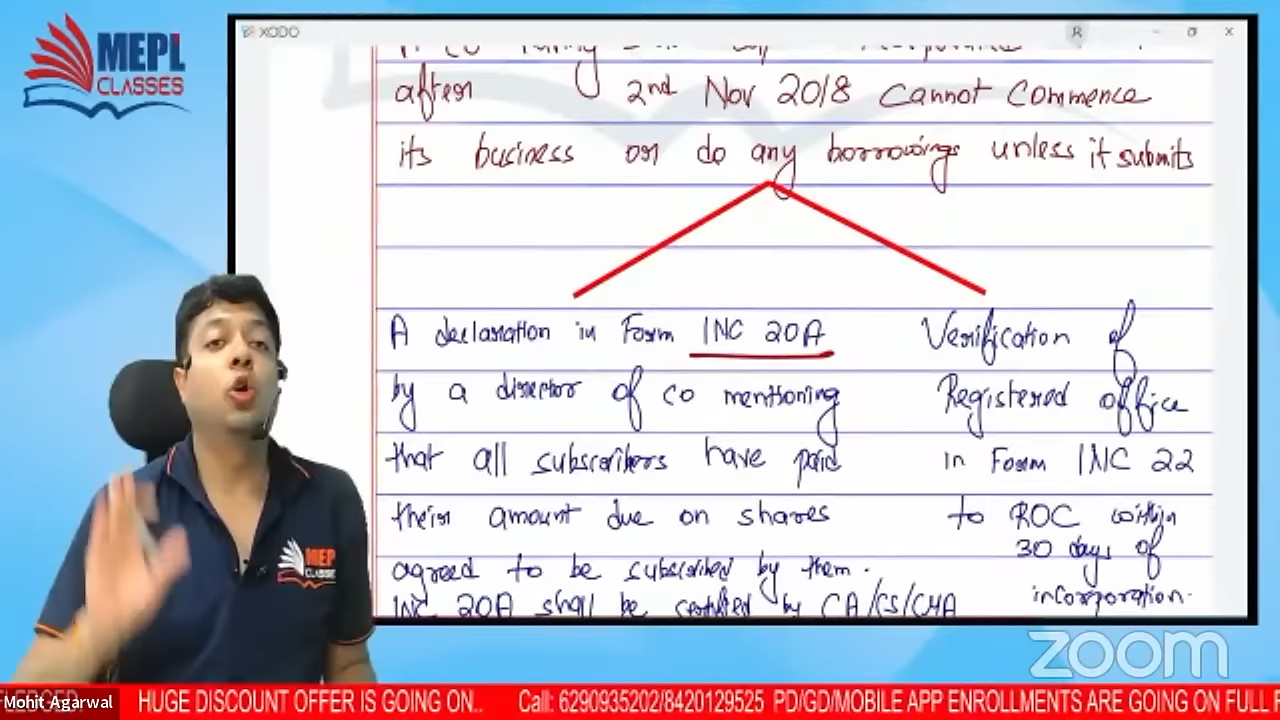 MEPL
CLASSES
XODO
after 2nd Nov 2018 Cannot Commence
its business or do any borrowings unless it submits
A declaration in Form INC 20A
by a director of co mentioning
that all subscribers have paid
their amount due on shares
agreed to be subscribed by them.
INC 20A shall be certified by CA/CS/CMA
Verification of
Registered office
in Form INC 22
to ROC within
30 days of
incorporation.
MEPL
CLASSES
zoom
Mohit Agarwal
HUGE DISCOUNT OFFER IS GOING ON.. Call: 6290935202/8420129525 PD/GD/MOBILE APP ENROLLMENTS ARE GOING ON FULL